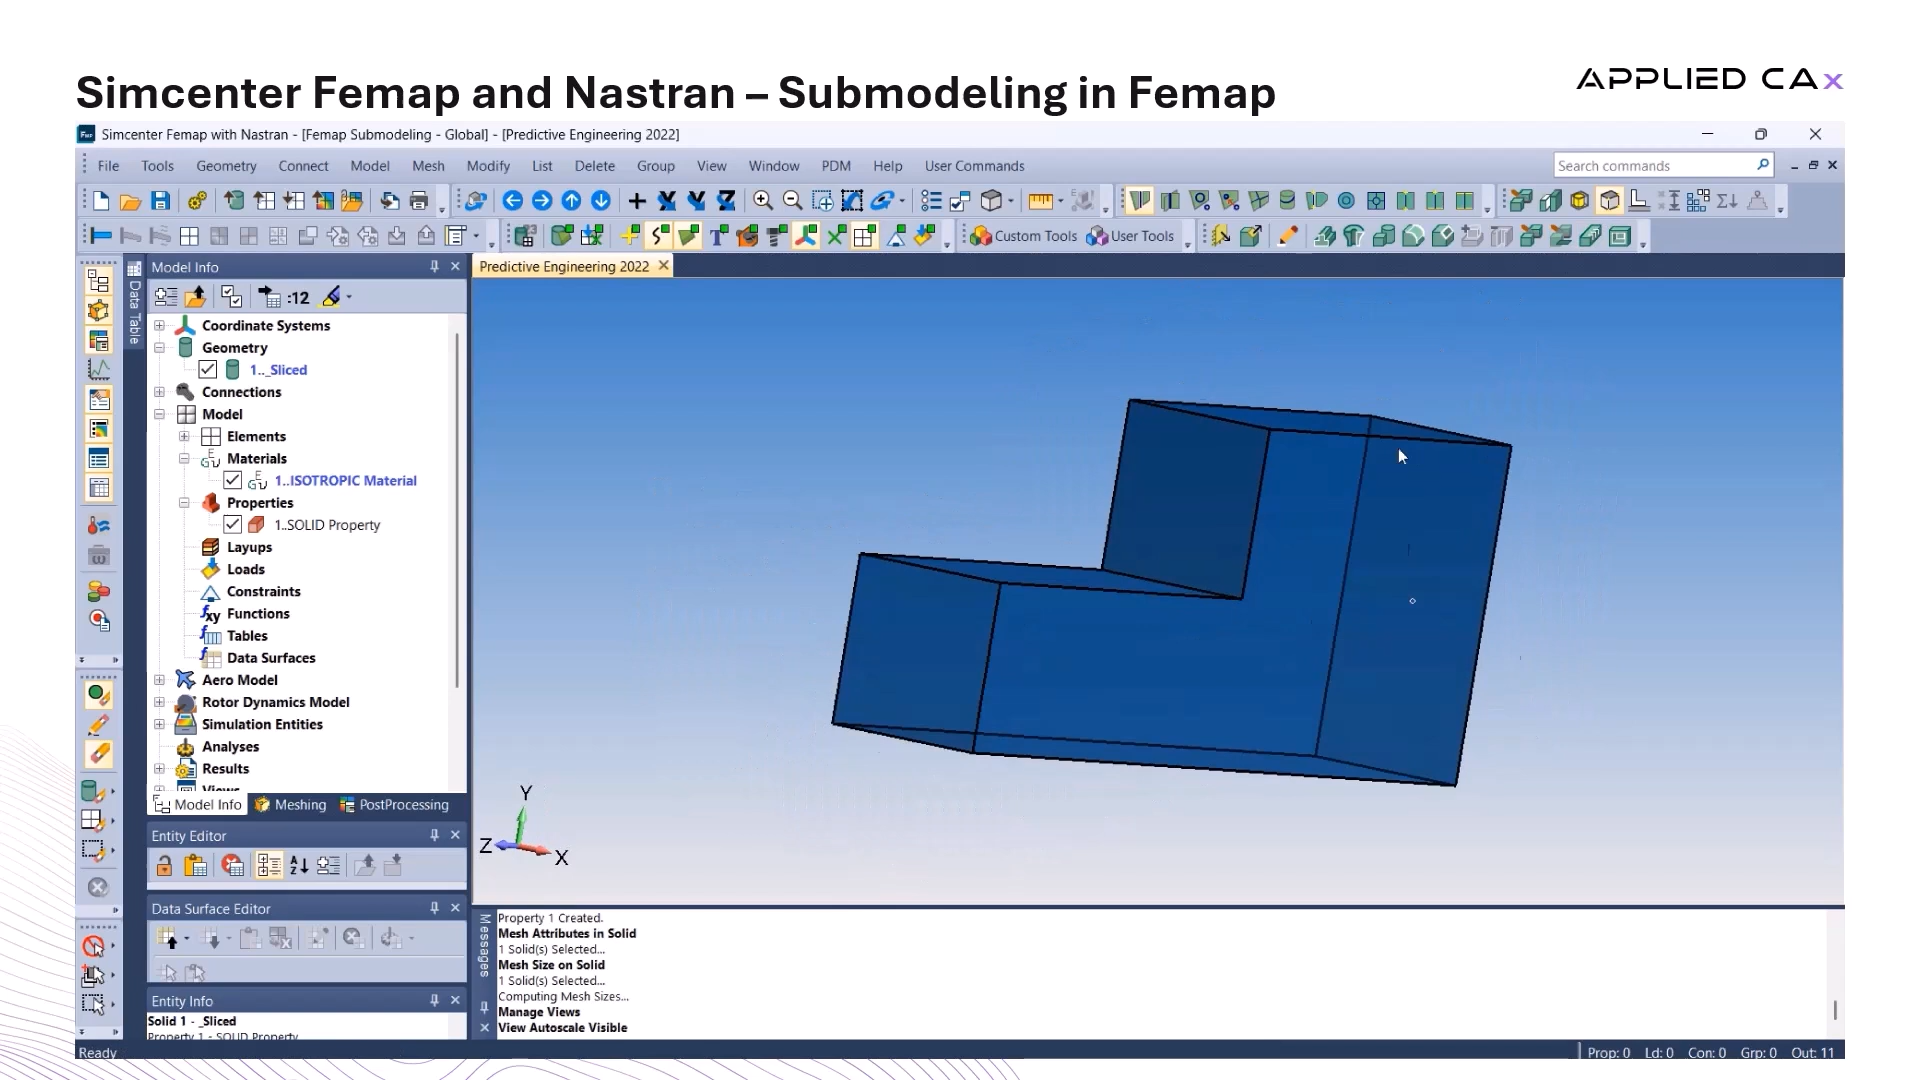 Simcenter Femap and Nastran – Submodeling in Femap
APPLIED CAx
Simcenter Femap with Nastran - [Femap Submodeling - Global] - [Predictive Engineering 2022]
File Tools Geometry Connect Model Mesh Modify List Delete Group View Window PDM Help User Commands
Search commands
Custom Tools User Tools
Model Info
Predictive Engineering 2022
Data Table
:12
Coordinate Systems
Geometry
1.._Sliced
Connections
Model
Elements
Materials
1..ISOTROPIC Material
Properties
1..SOLID Property
Layups
Loads
Constraints
Functions
Tables
Data Surfaces
Aero Model
Rotor Dynamics Model
Simulation Entities
Analyses
Results
Views
Model Info Meshing PostProcessing
Y
Z
X
Entity Editor
Data Surface Editor
Entity Info
Solid 1 - _Sliced
Property 1 - SOLID Property
Messages
Property 1 Created.
Mesh Attributes in Solid
1 Solid(s) Selected...
Mesh Size on Solid
1 Solid(s) Selected...
Computing Mesh Sizes...
Manage Views
View Autoscale Visible
Ready
Prop: 0 Ld: 0 Con: 0 Grp: 0 Out: 11